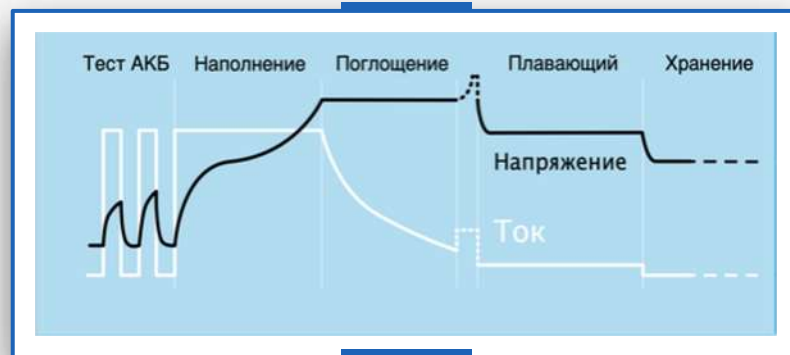 Тест АКБ Наполнение Поглощение Плавающий Хранение
Напряжение
Ток